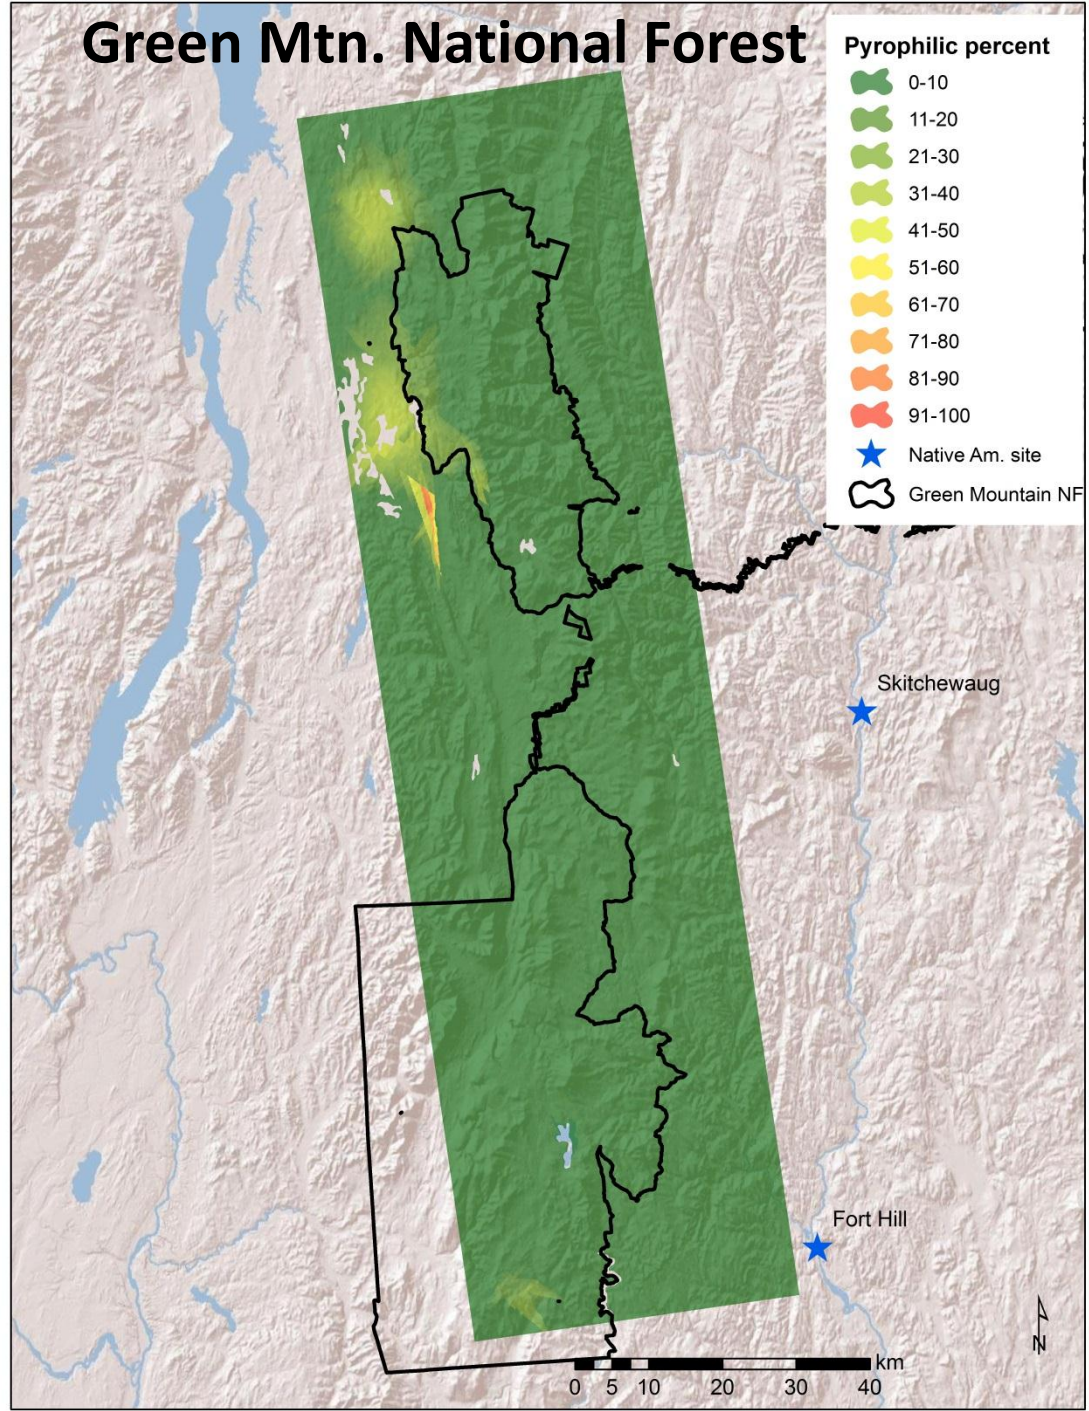 Green Mtn. National Forest
Pyrophilic percent
0-10
11-20
21-30
31-40
41-50
51-60
61-70
71-80
81-90
91-100
Native Am. site
Green Mountain NF
Skitchewaug
Fort Hill
N
km
0 5 10 20 30 40